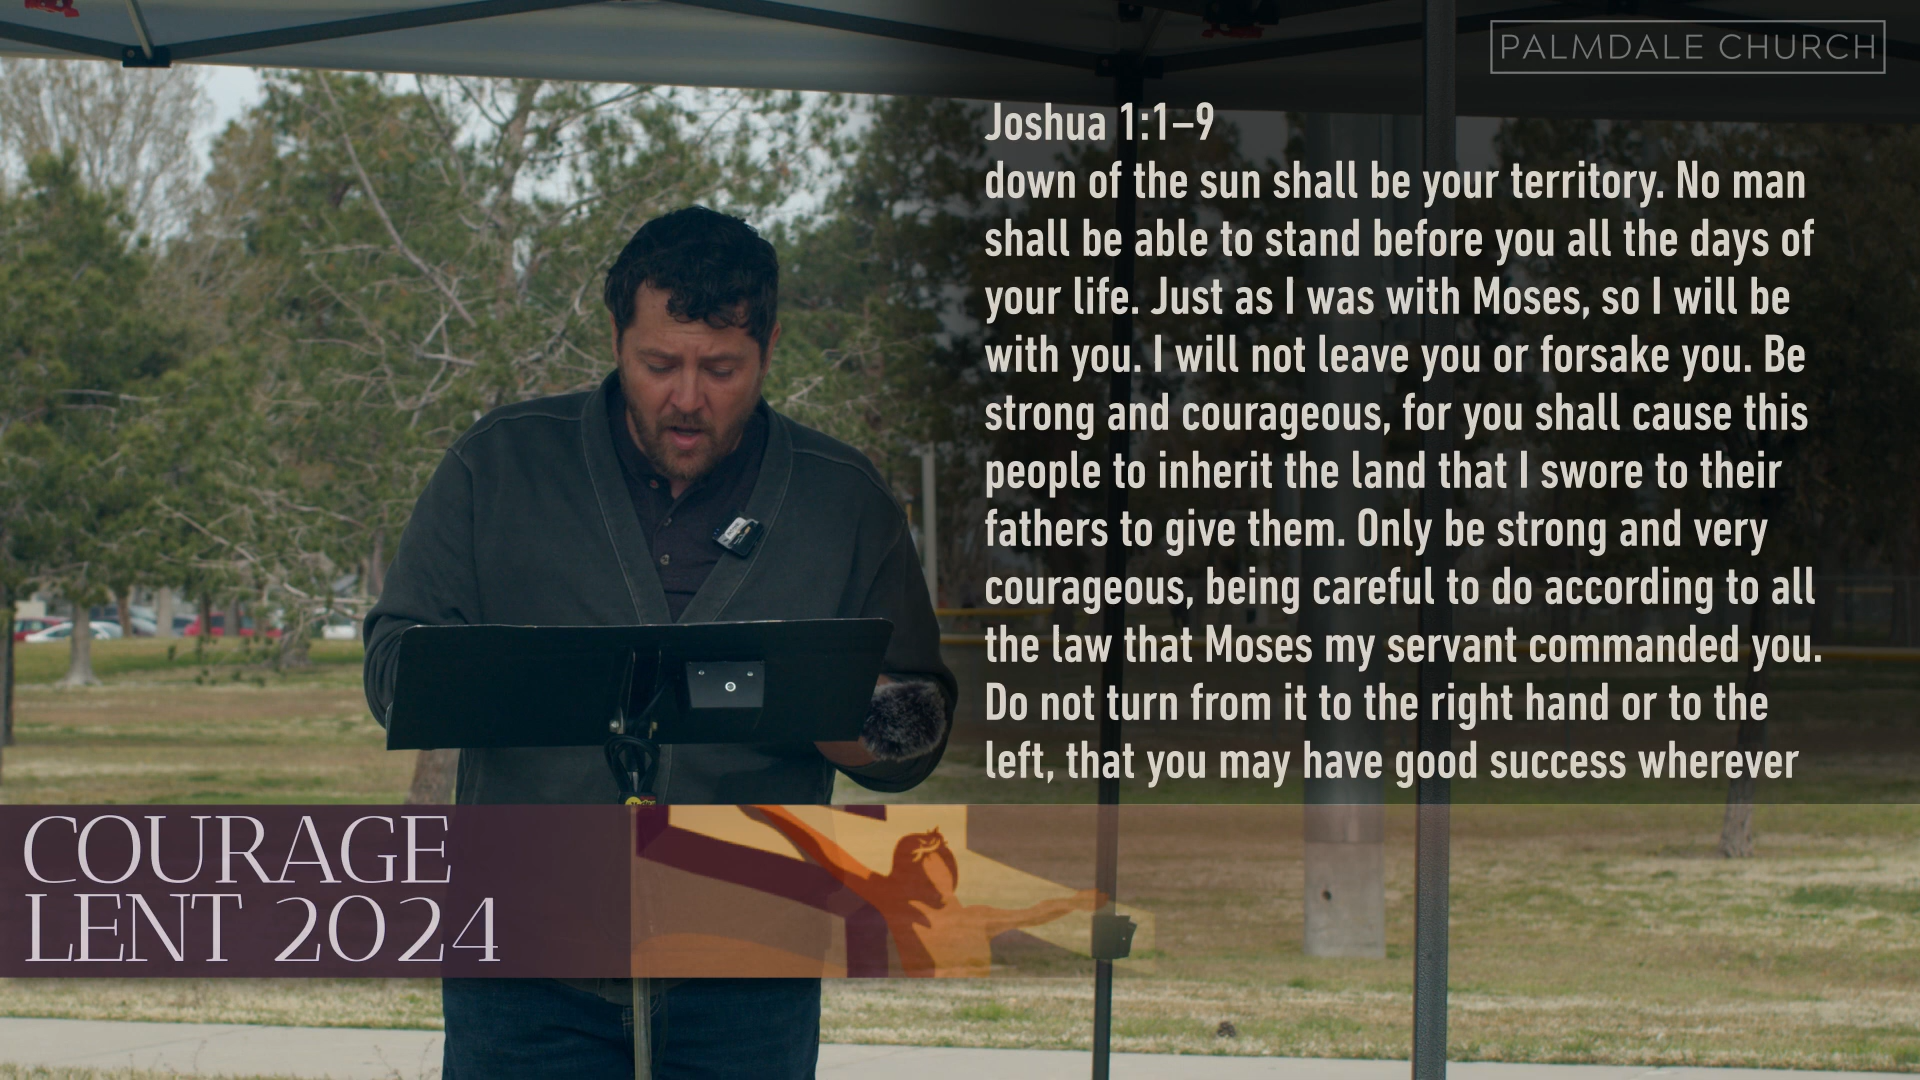 PALMDALE CHURCH
Joshua 1:1–9
down of the sun shall be your territory. No man
shall be able to stand before you all the days of
your life. Just as I was with Moses, so I will be
with you. I will not leave you or forsake you. Be
strong and courageous, for you shall cause this
people to inherit the land that I swore to their
fathers to give them. Only be strong and very
courageous, being careful to do according to all
the law that Moses my servant commanded you.
Do not turn from it to the right hand or to the
left, that you may have good success wherever
COURAGE
LENT 2024